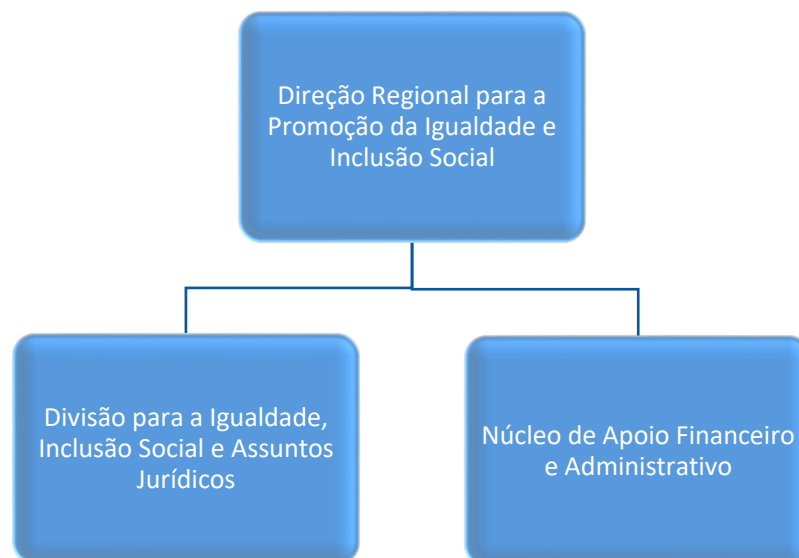 Direção Regional para a
Promoção da Igualdade e
Inclusão Social
Divisão para a Igualdade,
Inclusão Social e Assuntos
Jurídicos
Núcleo de Apoio Financeiro
e Administrativo